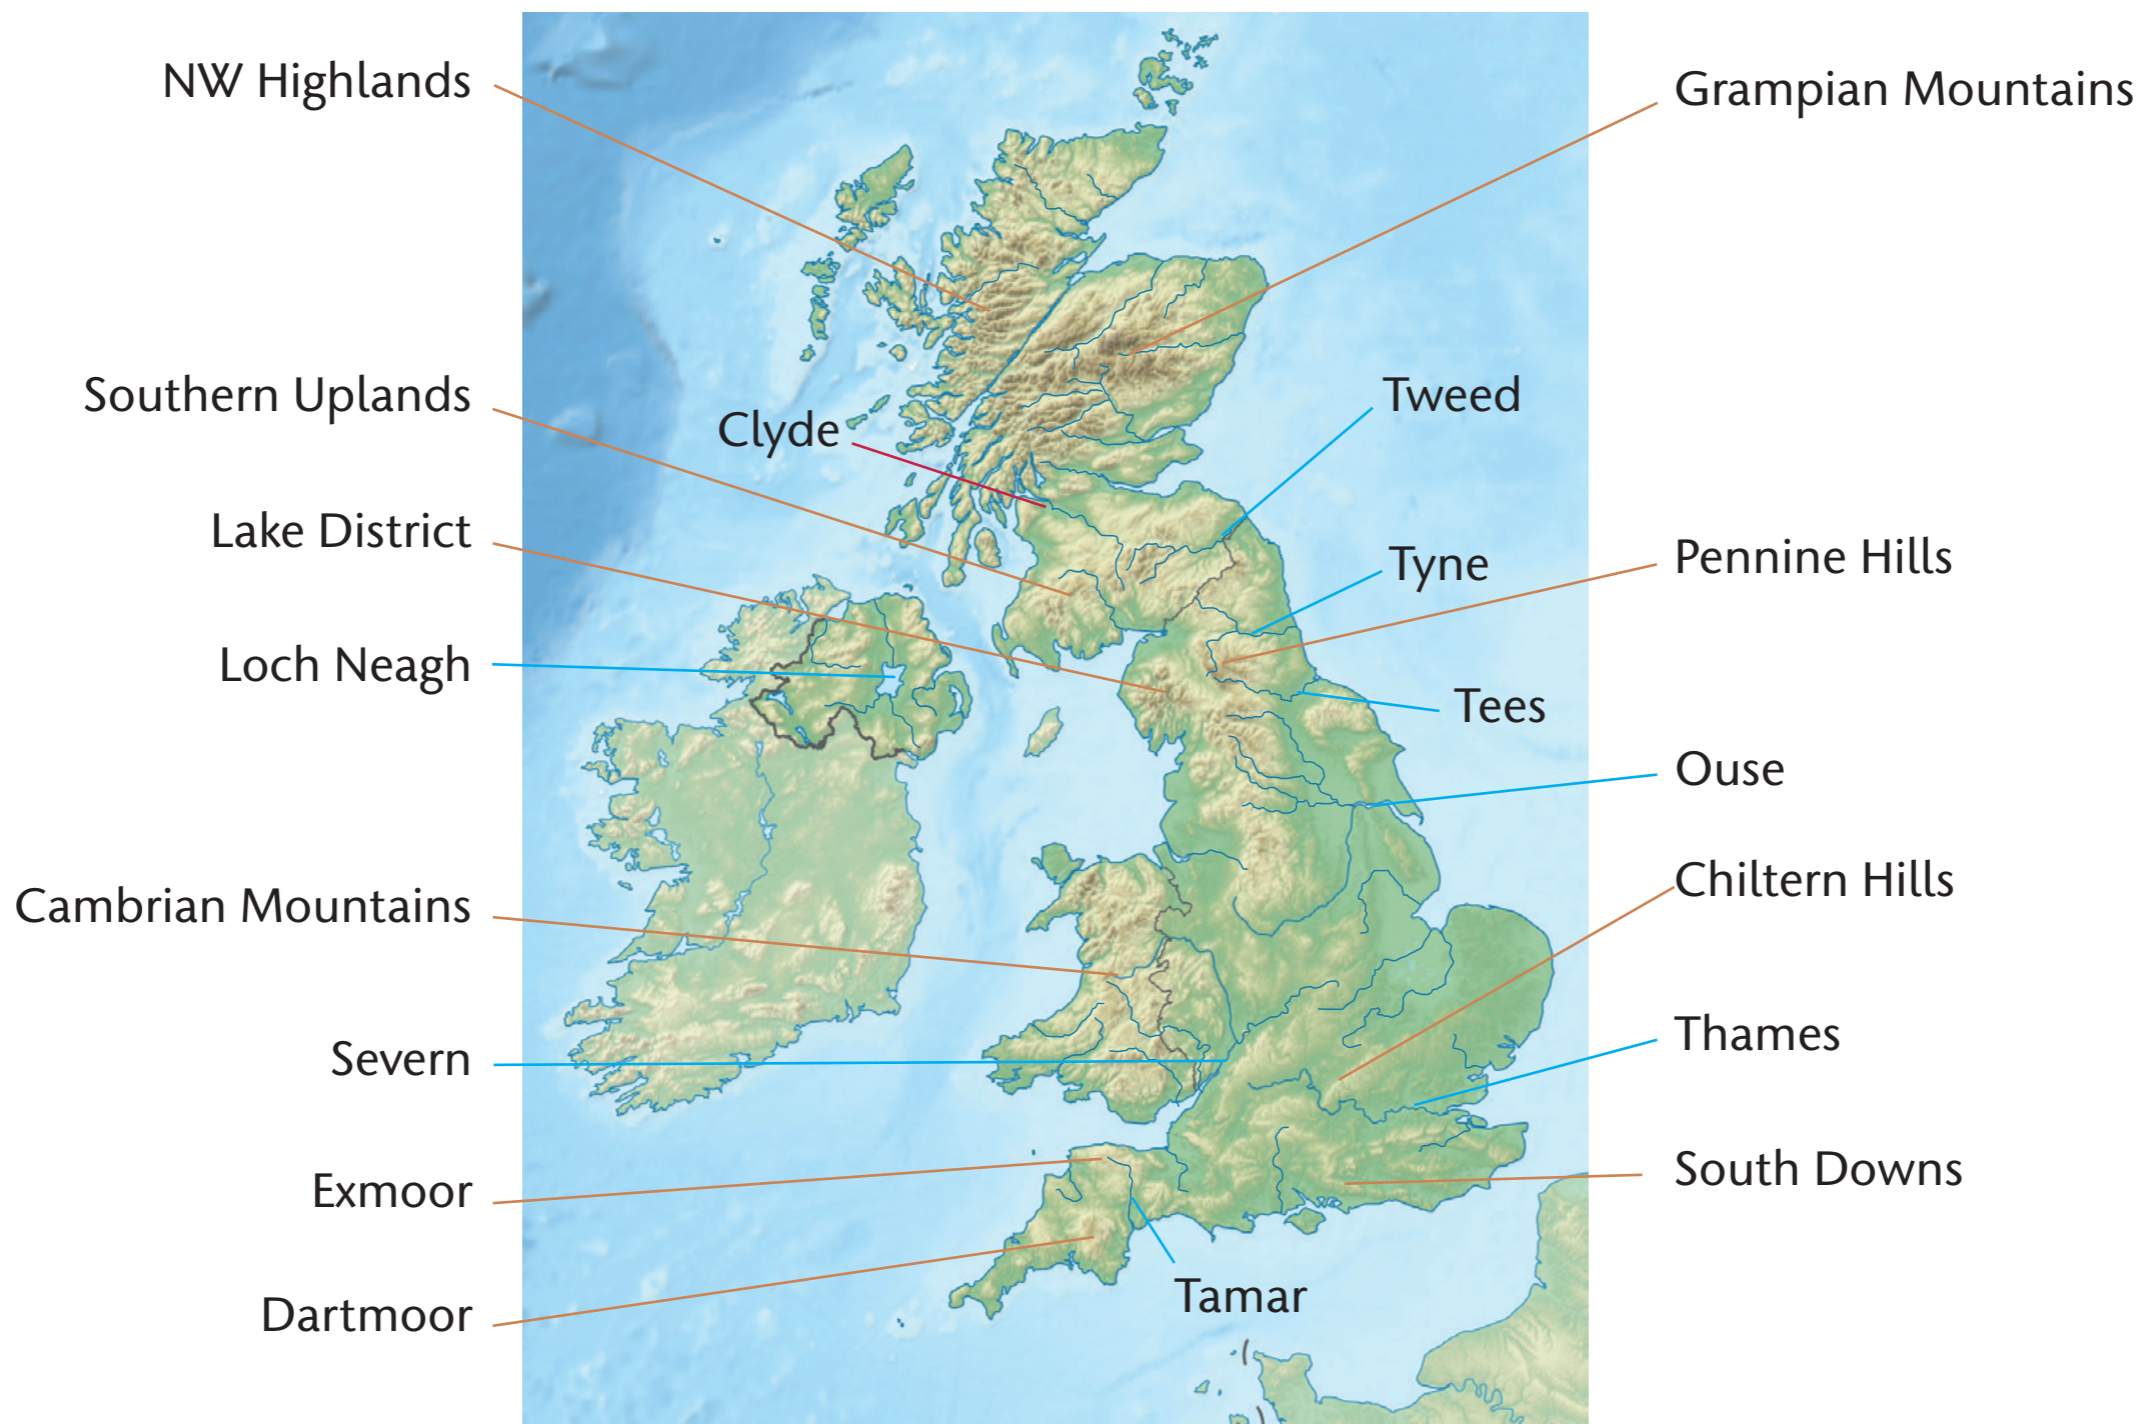 NW Highlands
Grampian Mountains
Southern Uplands
Clyde
Tweed
Lake District
Tyne
Pennine Hills
Loch Neagh
Tees
Ouse
Chiltern Hills
Cambrian Mountains
Thames
Severn
South Downs
Exmoor
Tamar
Dartmoor